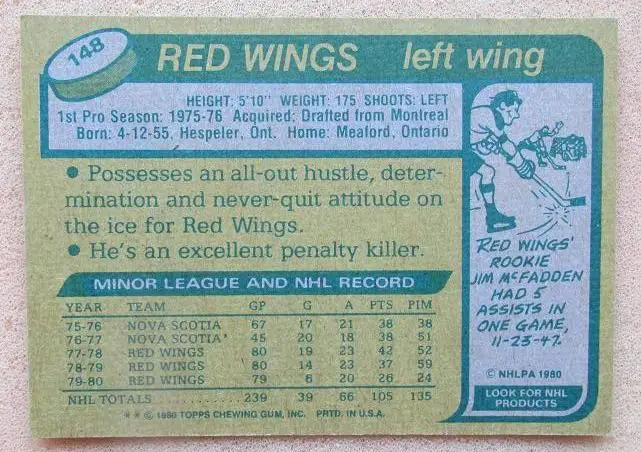 148
RED WINGS left wing
HEIGHT: 5'10" WEIGHT: 175 SHOOTS: LEFT
1st Pro Season: 1975-76 Acquired: Drafted from Montreal
Born: 4-12-55, Hespeler, Ont. Home: Meaford, Ontario
• Possesses an all-out hustle, deter-
mination and never-quit attitude on
the ice for Red Wings.
• He's an excellent penalty killer.
MINOR LEAGUE AND NHL RECORD
YEAR TEAM GP G A PTS PIM
75-76 NOVA SCOTIA 67 17 21 38 38
76-77 NOVA SCOTIA 45 20 18 38 51
77-78 RED WINGS 80 19 23 42 52
78-79 RED WINGS 80 14 23 37 59
79-80 RED WINGS 79 6 20 26 24
NHL TOTALS .......... 239 39 66 105 135
** © 1980 TOPPS CHEWING GUM, INC. PRTD. IN U.S.A.
RED WINGS'
ROOKIE
JIM McFADDEN
HAD 5
ASSISTS IN
ONE GAME,
11-23-47.
© NHLPA 1980
LOOK FOR NHL
PRODUCTS